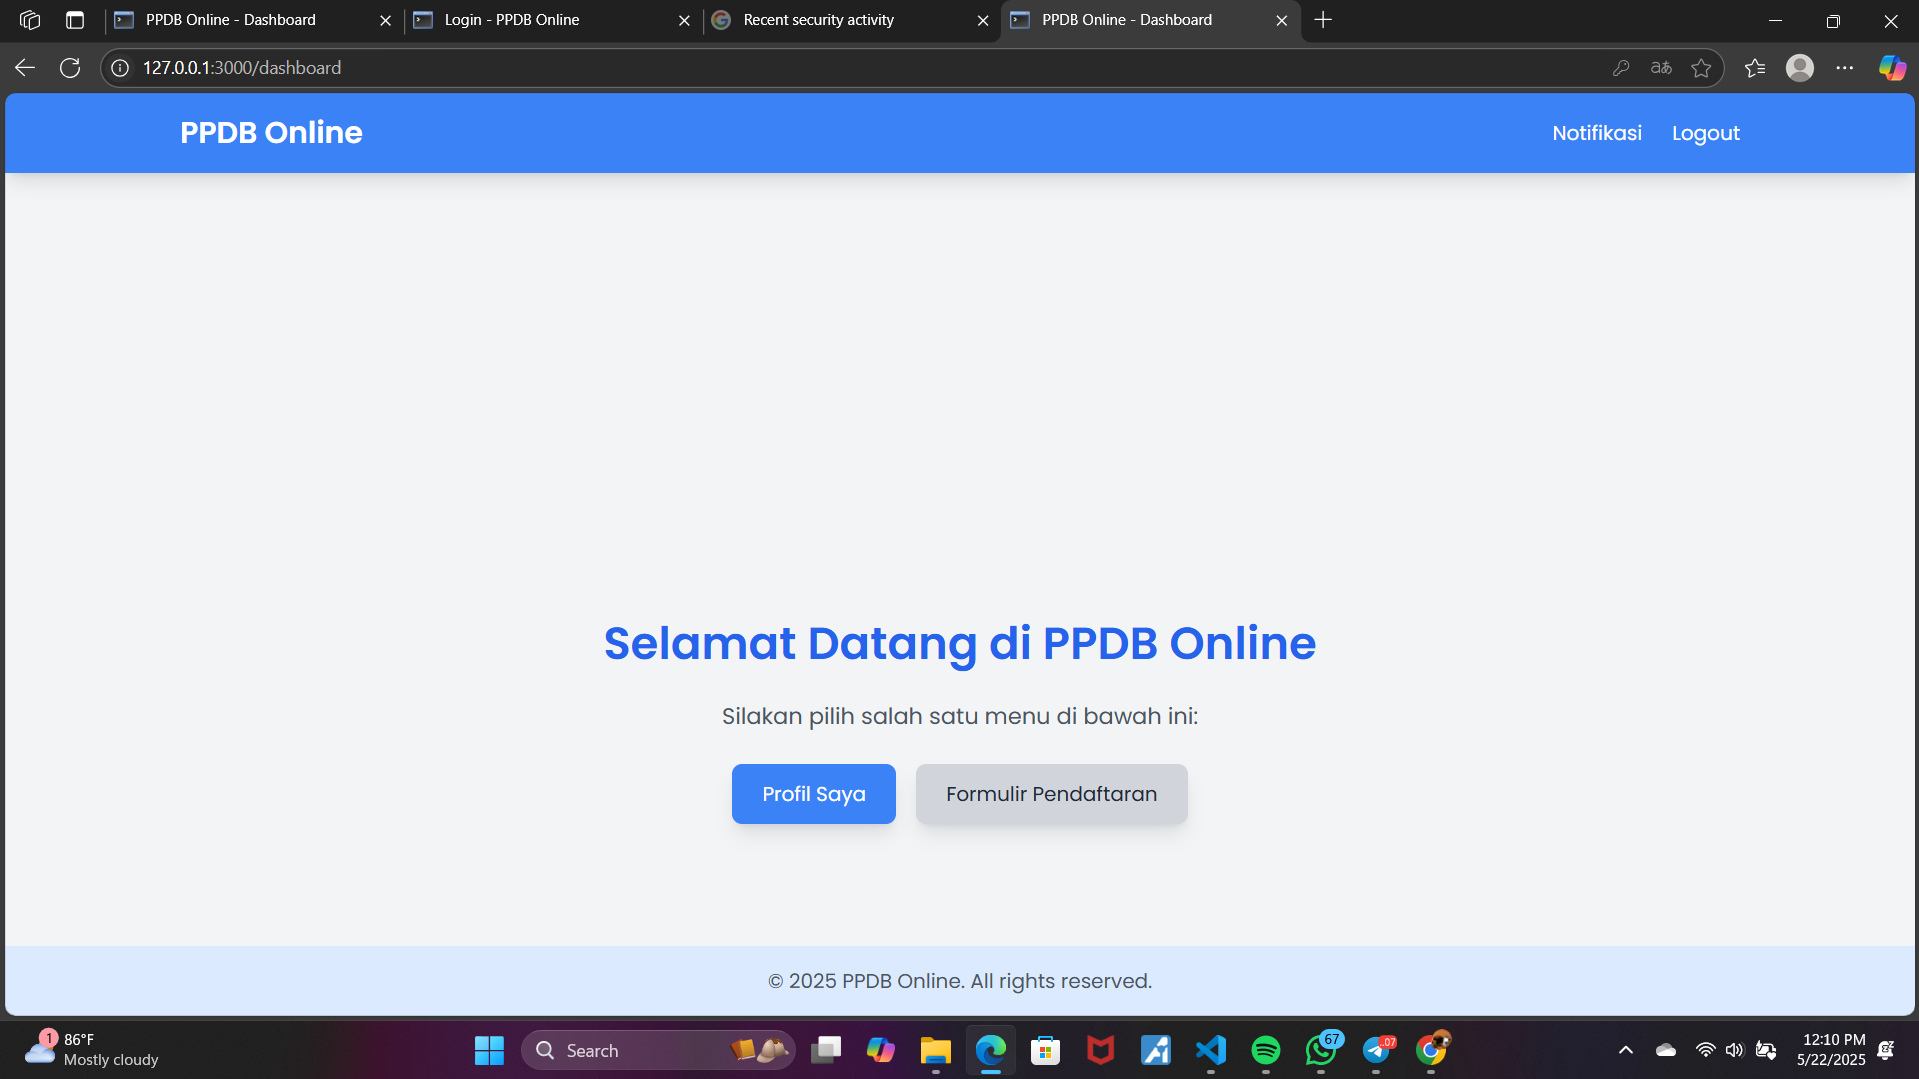 PPDB Online - Dashboard
Login - PPDB Online
Recent security activity
PPDB Online - Dashboard
127.0.0.1:3000/dashboard
PPDB Online
Notifikasi
Logout
Selamat Datang di PPDB Online
Silakan pilih salah satu menu di bawah ini:
Profil Saya
Formulir Pendaftaran
© 2025 PPDB Online. All rights reserved.
1
86°F
Mostly cloudy
Search
67
..07
12:10 PM
5/22/2025